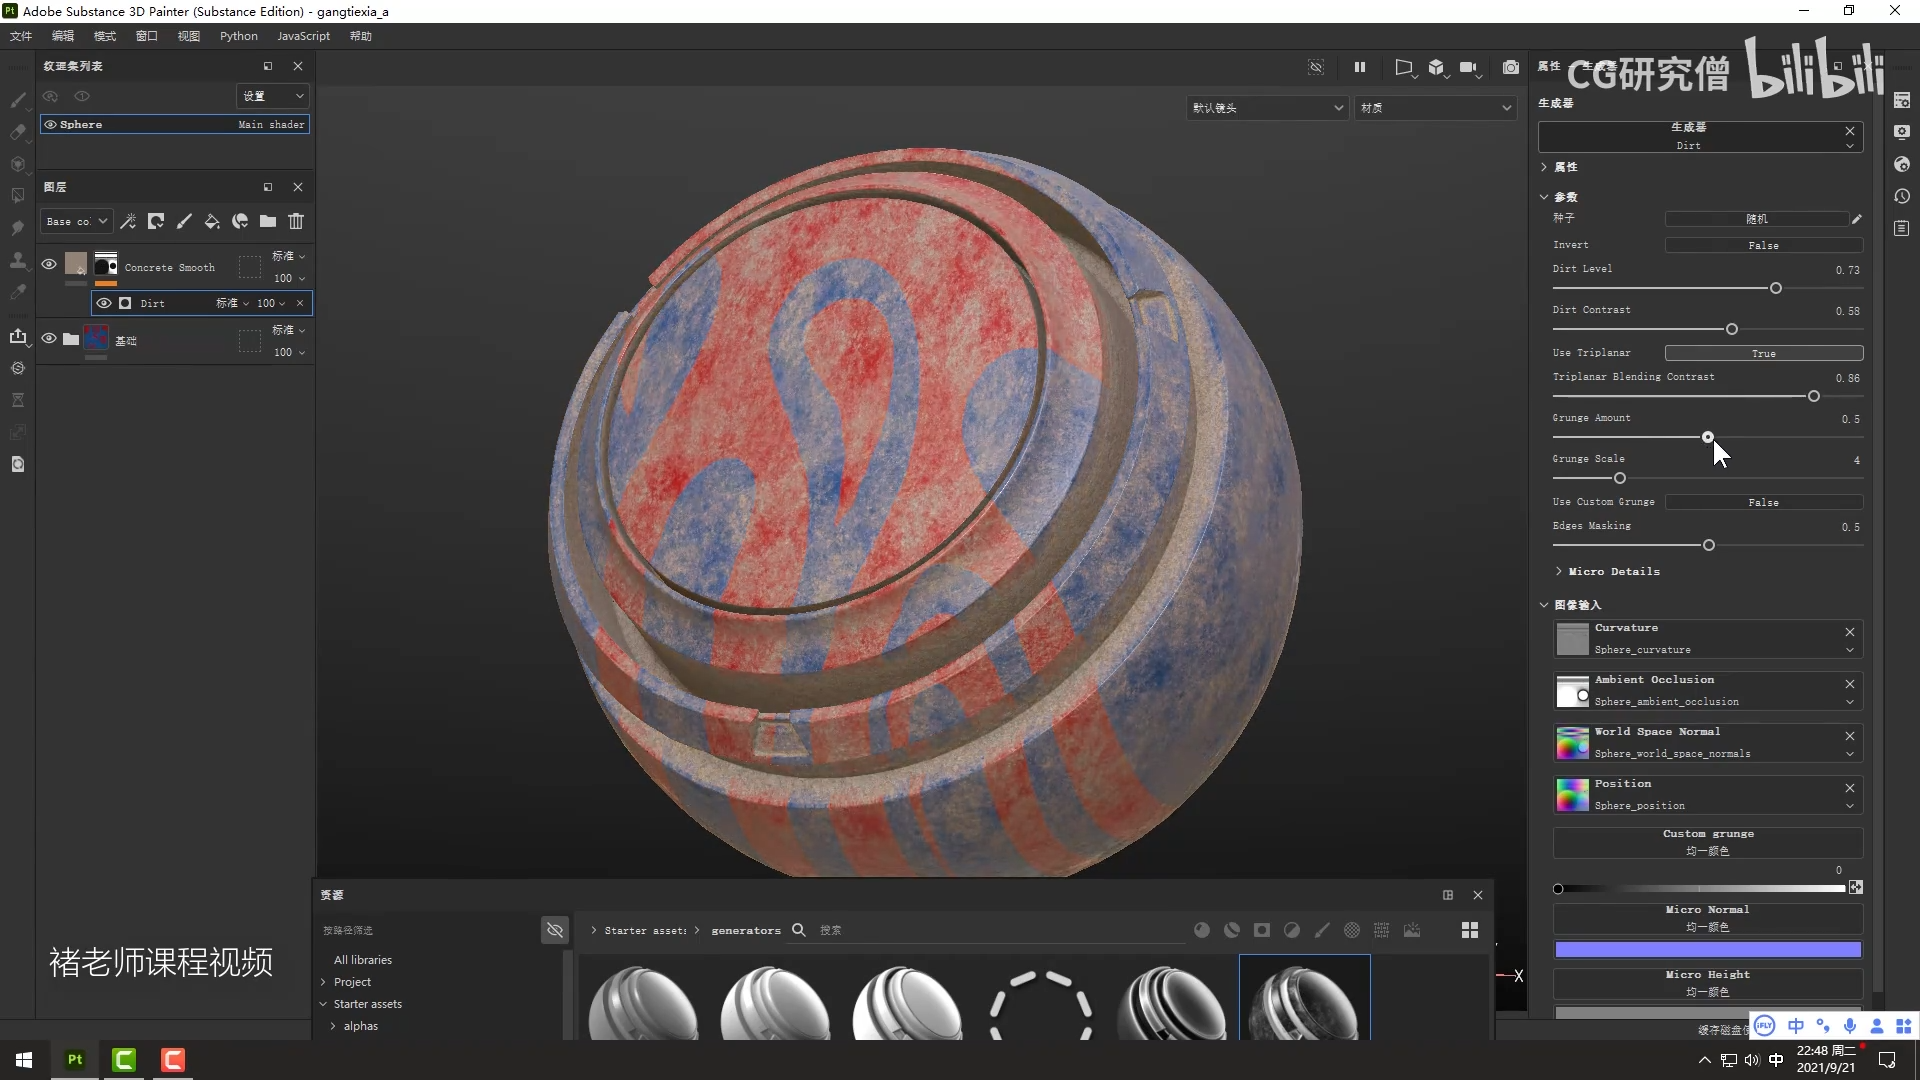 Adobe Substance 3D Painter (Substance Edition) - gangtiexia_a
文件 编辑 模式 窗口 视图 Python JavaScript 帮助
纹理集列表
设置
Sphere Main shader
图层
Base co
Concrete Smooth 标准 100
Dirt 标准 100
基础 标准 100
默认镜头 材质
属性 - 生成器
CG研究僧 bilibili
生成器
生成器
Dirt
属性
参数
种子 随机
Invert False
Dirt Level 0.73
Dirt Contrast 0.58
Use Triplanar True
Triplanar Blending Contrast 0.86
Grunge Amount 0.5
Grunge Scale 4
Use Custom Grunge False
Edges Masking 0.5
Micro Details
图像输入
Curvature
Sphere_curvature
Ambient Occlusion
Sphere_ambient_occlusion
World Space Normal
Sphere_world_space_normals
Position
Sphere_position
Custom grunge
均一颜色
0
Micro Normal
均一颜色
Micro Height
均一颜色
缓存磁盘
资源
按路径筛选
Starter assets generators 搜索
All libraries
Project
Starter assets
alphas
X
褚老师课程视频
iFLY 中
Pt
中 22:48 周二
2021/9/21